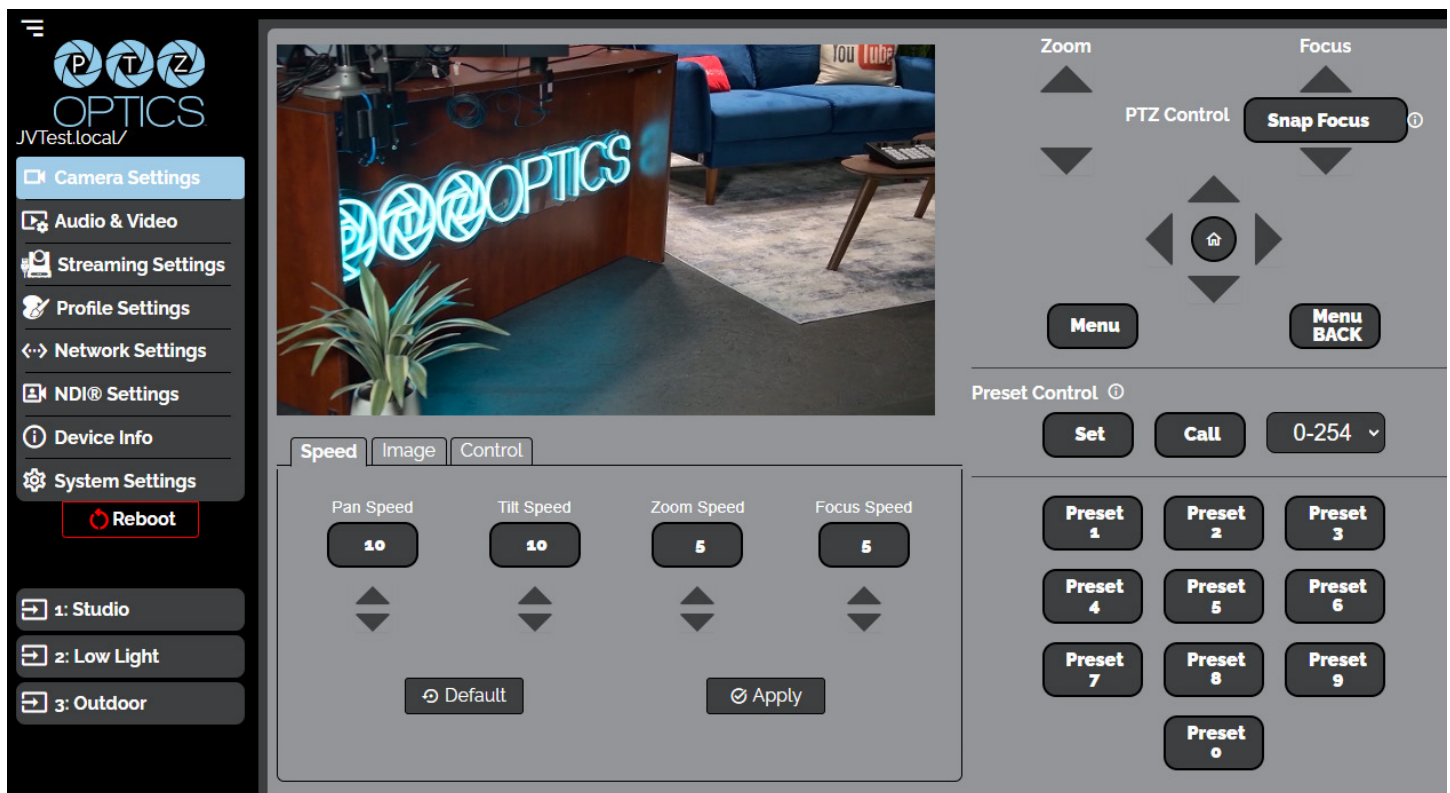 PTZ
OPTICS
JVTest.local/
Camera Settings
Audio & Video
Streaming Settings
Profile Settings
Network Settings
NDI® Settings
Device Info
System Settings
Reboot
1: Studio
2: Low Light
3: Outdoor
You Tube
PTZOPTICS
Speed Image Control
Pan Speed Tilt Speed Zoom Speed Focus Speed
10 10 5 5
Default Apply
Zoom Focus
PTZ Control Snap Focus
Menu Menu
BACK
Preset Control
Set Call 0-254
Preset
1
Preset
2
Preset
3
Preset
4
Preset
5
Preset
6
Preset
7
Preset
8
Preset
9
Preset
0